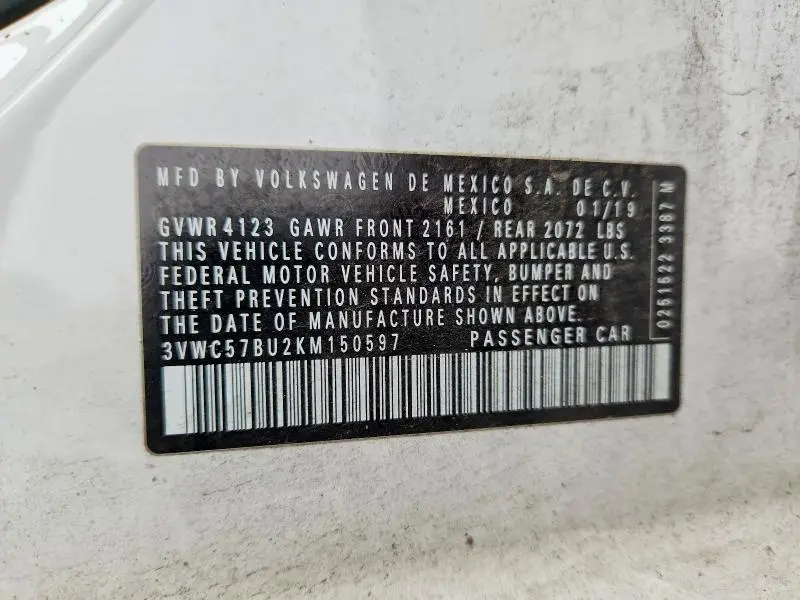 MFD BY VOLKSWAGEN DE MEXICO S.A. DE C.V.
MEXICO 01/19
GVWR 4123 GAWR FRONT 2161 / REAR 2072 LBS
THIS VEHICLE CONFORMS TO ALL APPLICABLE U.S.
FEDERAL MOTOR VEHICLE SAFETY, BUMPER AND
THEFT PREVENTION STANDARDS IN EFFECT ON
THE DATE OF MANUFACTURE SHOWN ABOVE.
3VWC57BU2KM150597 PASSENGER CAR
0251522 3387 M